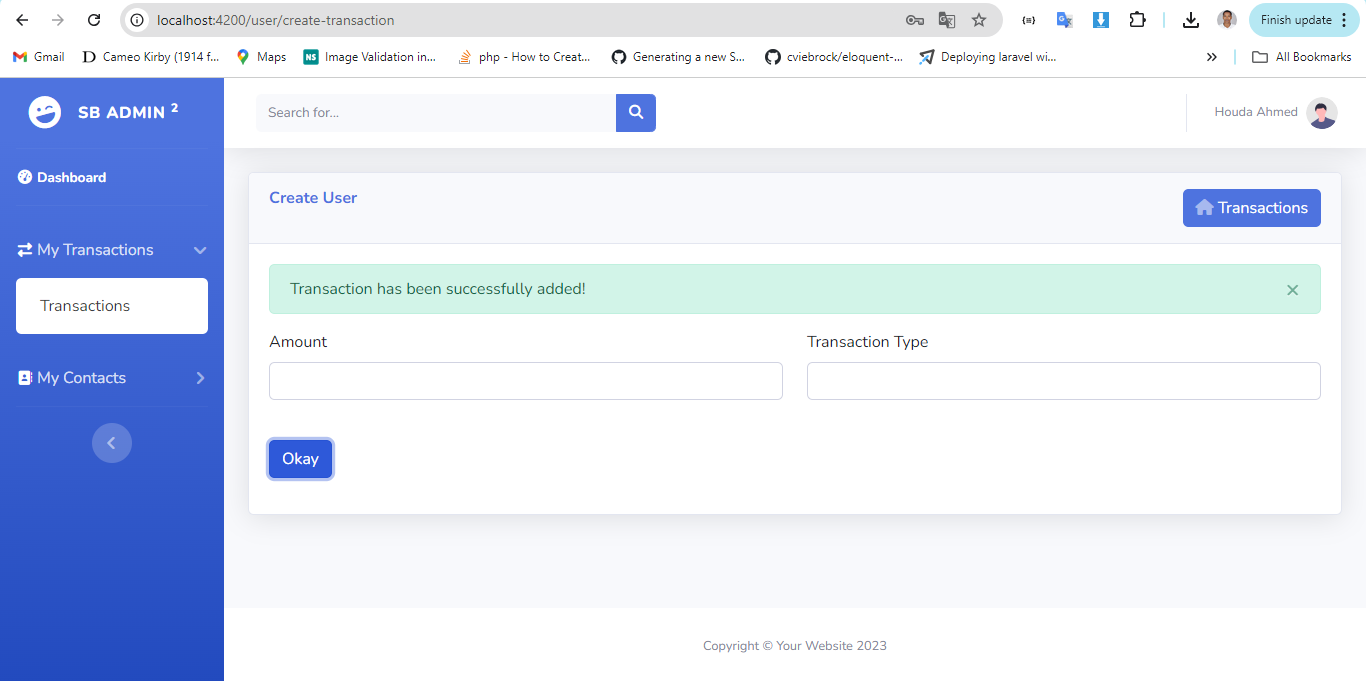 localhost:4200/user/create-transaction
Finish update
Gmail
Cameo Kirby (1914 f...
Maps
NS
Image Validation in...
php - How to Creat...
Generating a new S...
cviebrock/eloquent-...
Deploying laravel wi...
»
All Bookmarks
SB ADMIN 2
Search for...
Houda Ahmed
Dashboard
Create User
Transactions
My Transactions
Transaction has been successfully added!
×
Transactions
Amount
Transaction Type
My Contacts
Okay
Copyright © Your Website 2023